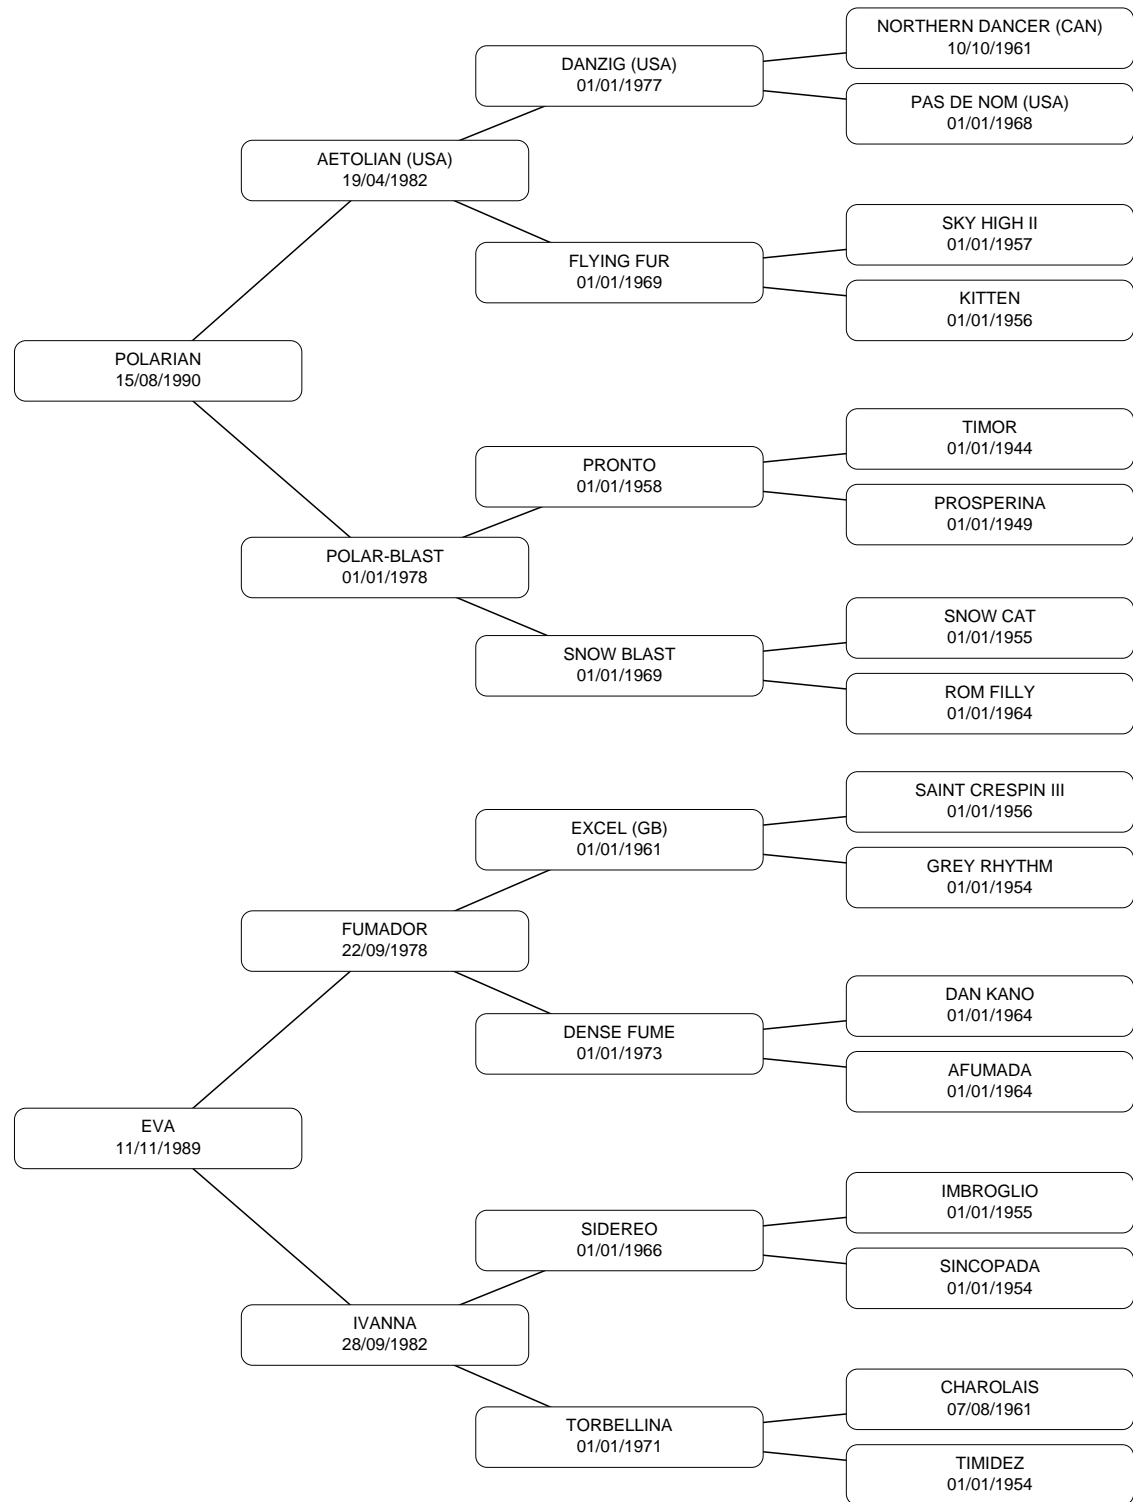 NORTHERN DANCER (CAN)
10/10/1961
DANZIG (USA)
01/01/1977
PAS DE NOM (USA)
01/01/1968
AETOLIAN (USA)
19/04/1982
SKY HIGH II
01/01/1957
FLYING FUR
01/01/1969
KITTEN
01/01/1956
POLARIAN
15/08/1990
TIMOR
01/01/1944
PRONTO
01/01/1958
PROSPERINA
01/01/1949
POLAR-BLAST
01/01/1978
SNOW CAT
01/01/1955
SNOW BLAST
01/01/1969
ROM FILLY
01/01/1964
SAINT CRESPIN III
01/01/1956
EXCEL (GB)
01/01/1961
GREY RHYTHM
01/01/1954
FUMADOR
22/09/1978
DAN KANO
01/01/1964
DENSE FUME
01/01/1973
AFUMADA
01/01/1964
EVA
11/11/1989
IMBROGLIO
01/01/1955
SIDEREO
01/01/1966
SINCOPADA
01/01/1954
IVANNA
28/09/1982
CHAROLAIS
07/08/1961
TORBELLINA
01/01/1971
TIMIDEZ
01/01/1954